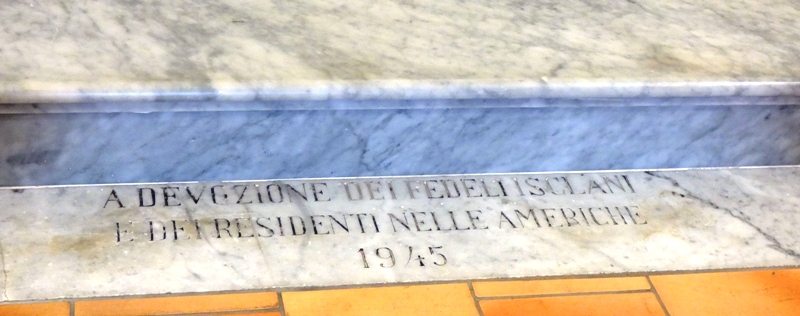 A DEVOZIONE DEI FEDELI ISCLANI
E DEI RESIDENTI NELLE AMERICHE
1945